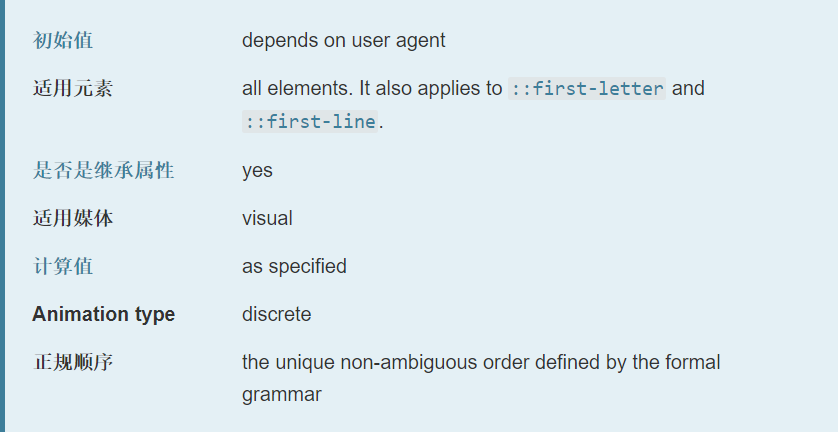 初始值 depends on user agent
适用元素 all elements. It also applies to ::first-letter and
::first-line.
是否是继承属性 yes
适用媒体 visual
计算值 as specified
Animation type discrete
正规顺序 the unique non-ambiguous order defined by the formal
grammar